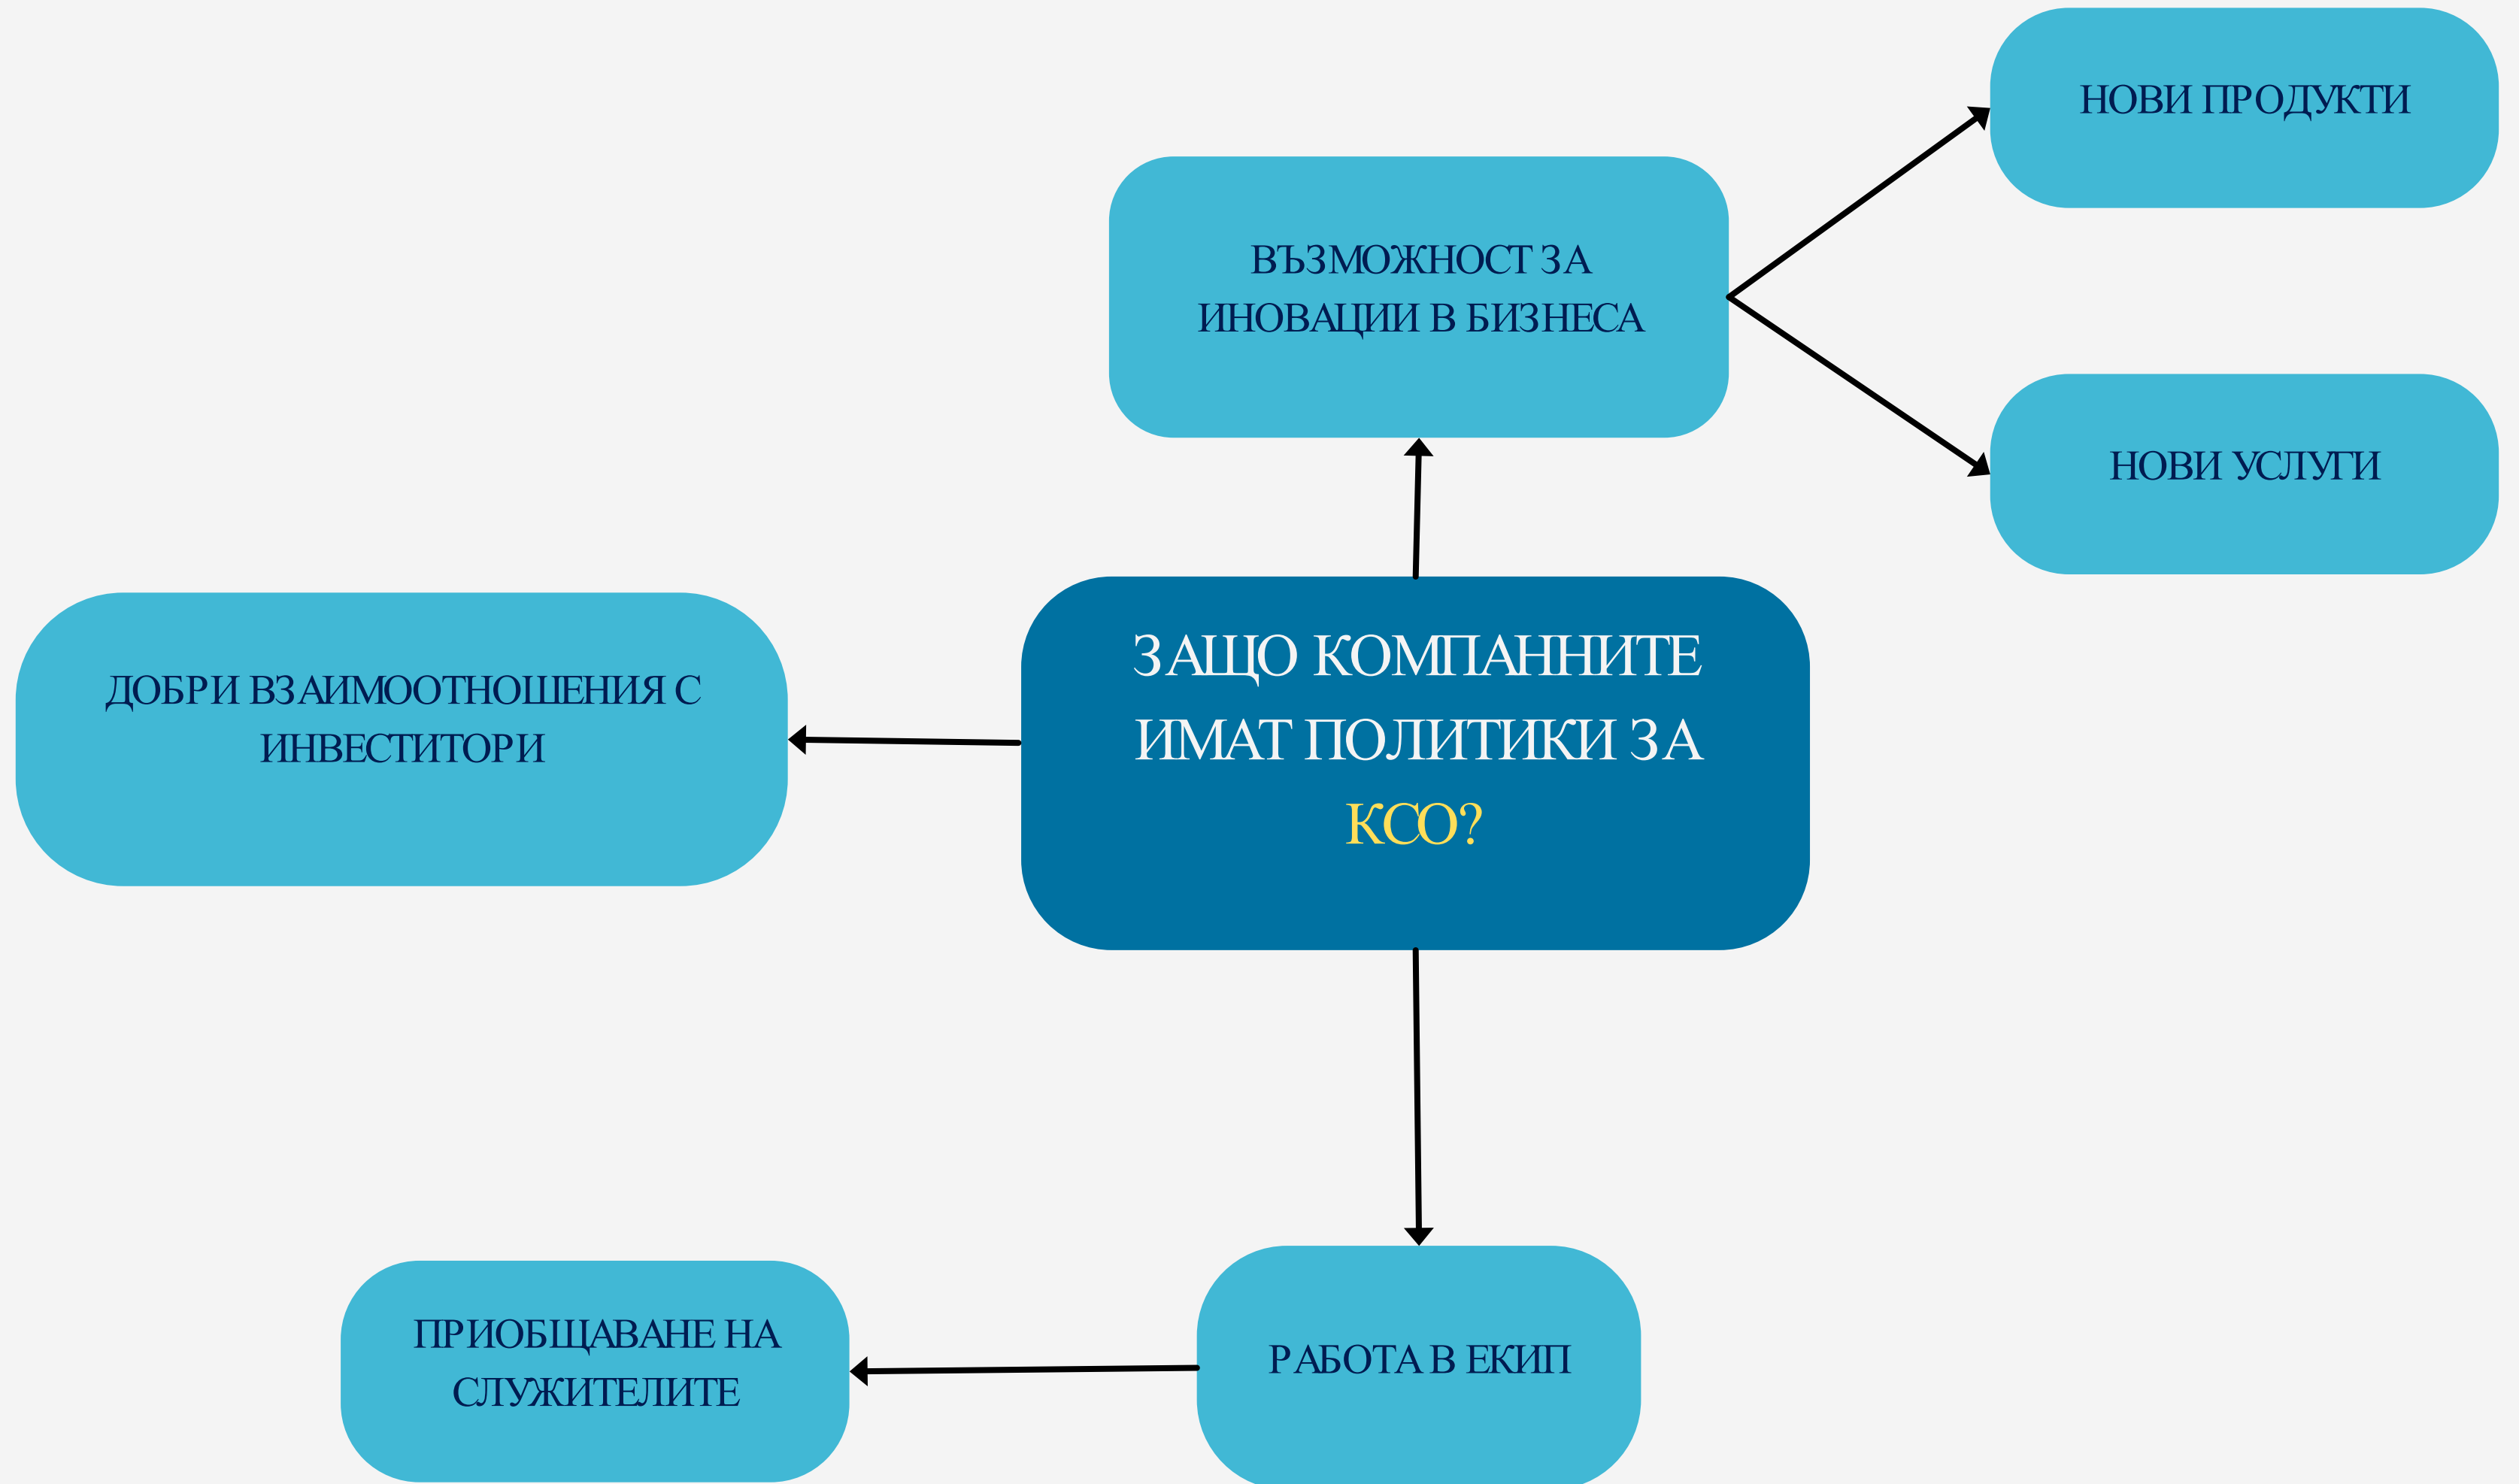 НОВИ ПРОДУКТИ
ВЪЗМОЖНОСТ ЗА
ИНОВАЦИИ В БИЗНЕСА
НОВИ УСЛУГИ
ЗАЩО КОМПАННИТЕ
ИМАТ ПОЛИТИКИ ЗА
КСО?
ДОБРИ ВЗАИМООТНОШЕНИЯ С
ИНВЕСТИТОРИ
ПРИОБЩАВАНЕ НА
СЛУЖИТЕЛИТЕ
РАБОТА В ЕКИП